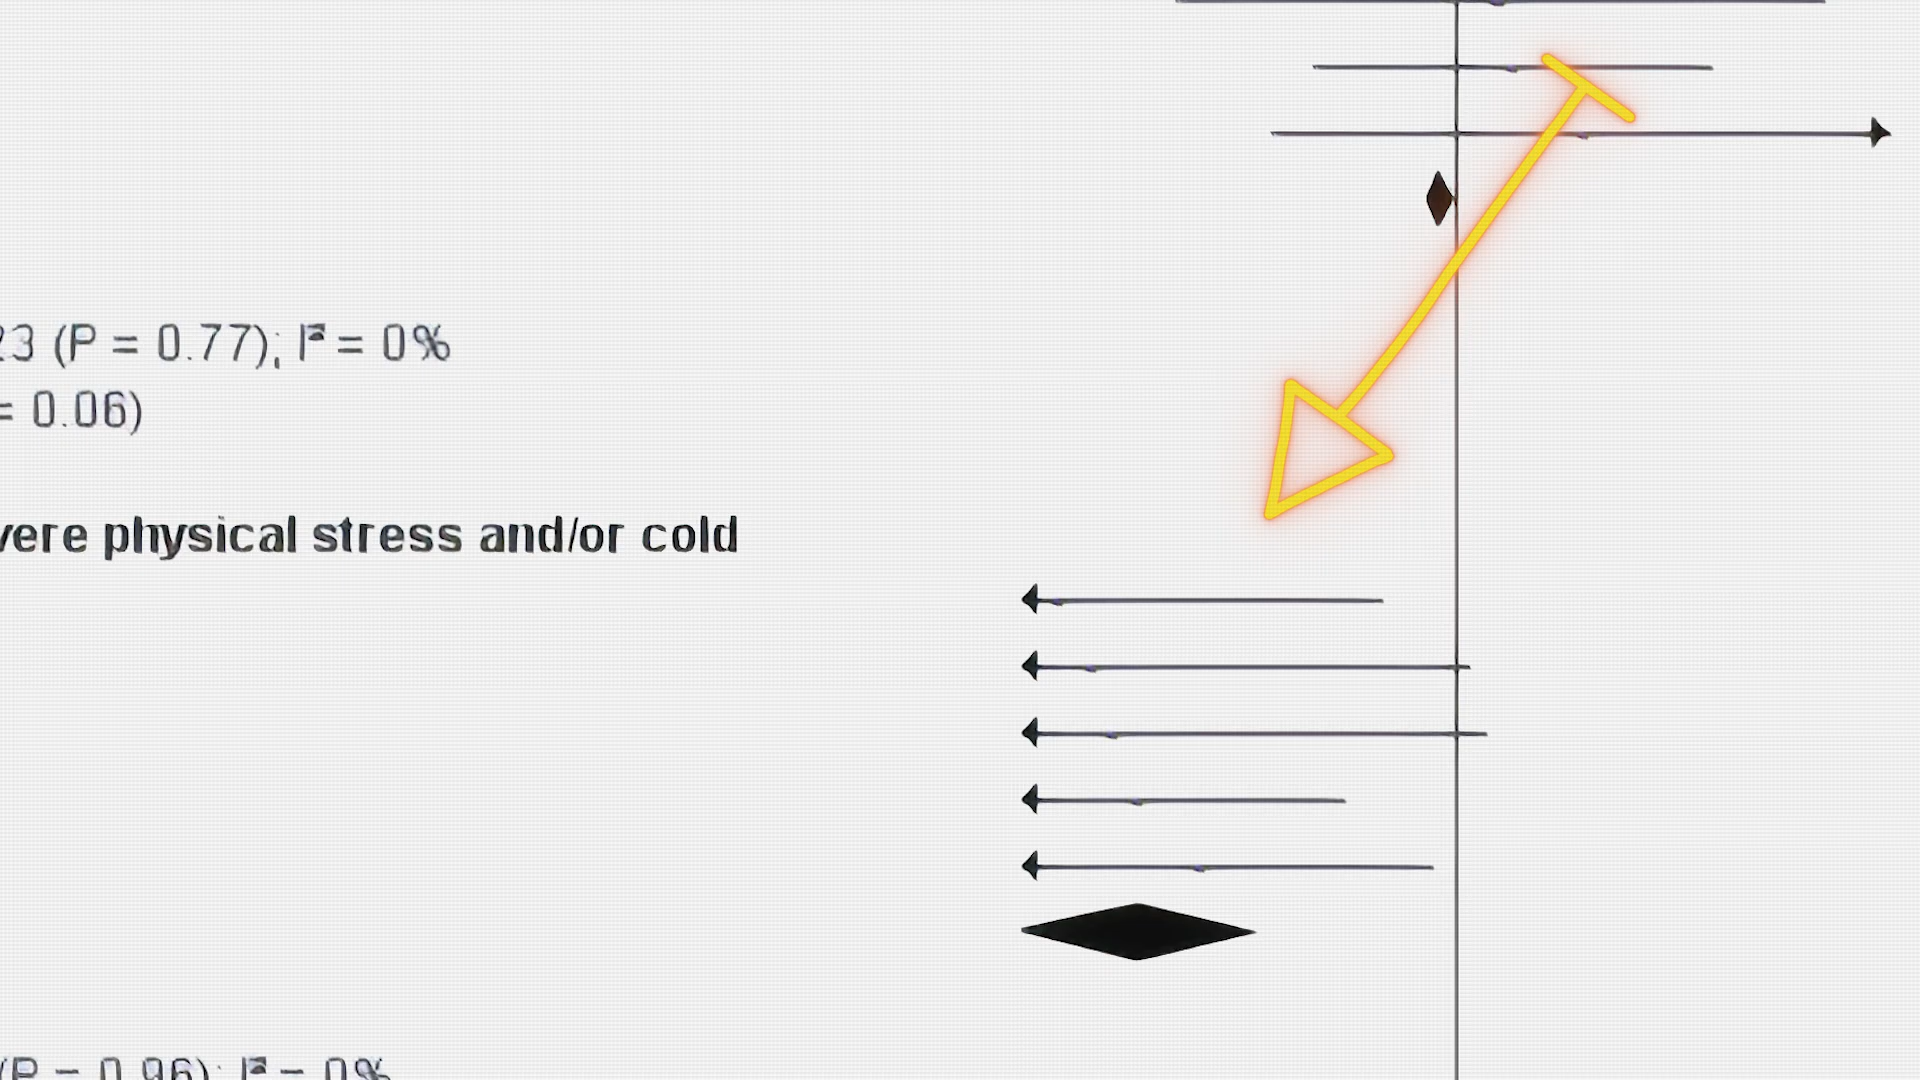 23 (P = 0.77); I² = 0%
= 0.06)
vere physical stress and/or cold
(P = 0.96); I² = 0%